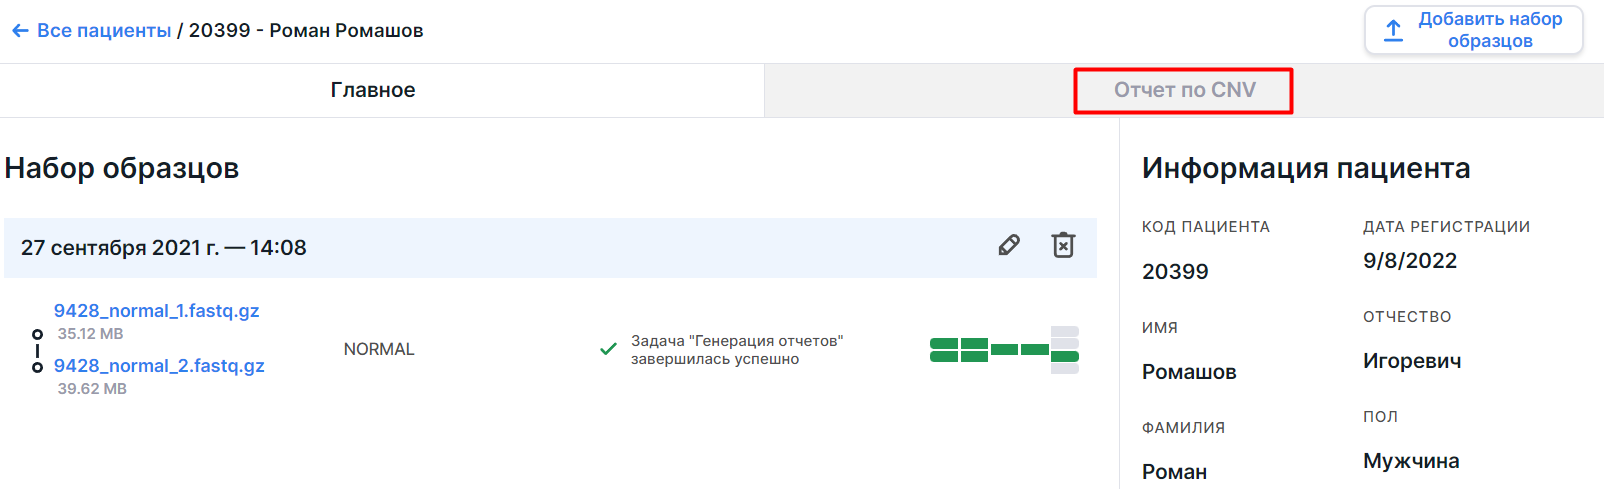 Все пациенты / 20399 - Роман Ромашов
Добавить набор
образцов
Главное
Отчет по CNV
Набор образцов
27 сентября 2021 г. — 14:08
9428_normal_1.fastq.gz
35.12 MB
9428_normal_2.fastq.gz
39.62 MB
NORMAL
Задача "Генерация отчетов"
завершилась успешно
Информация пациента
КОД ПАЦИЕНТА
20399
ДАТА РЕГИСТРАЦИИ
9/8/2022
ИМЯ
Ромашов
ОТЧЕСТВО
Игоревич
ФАМИЛИЯ
Роман
ПОЛ
Мужчина